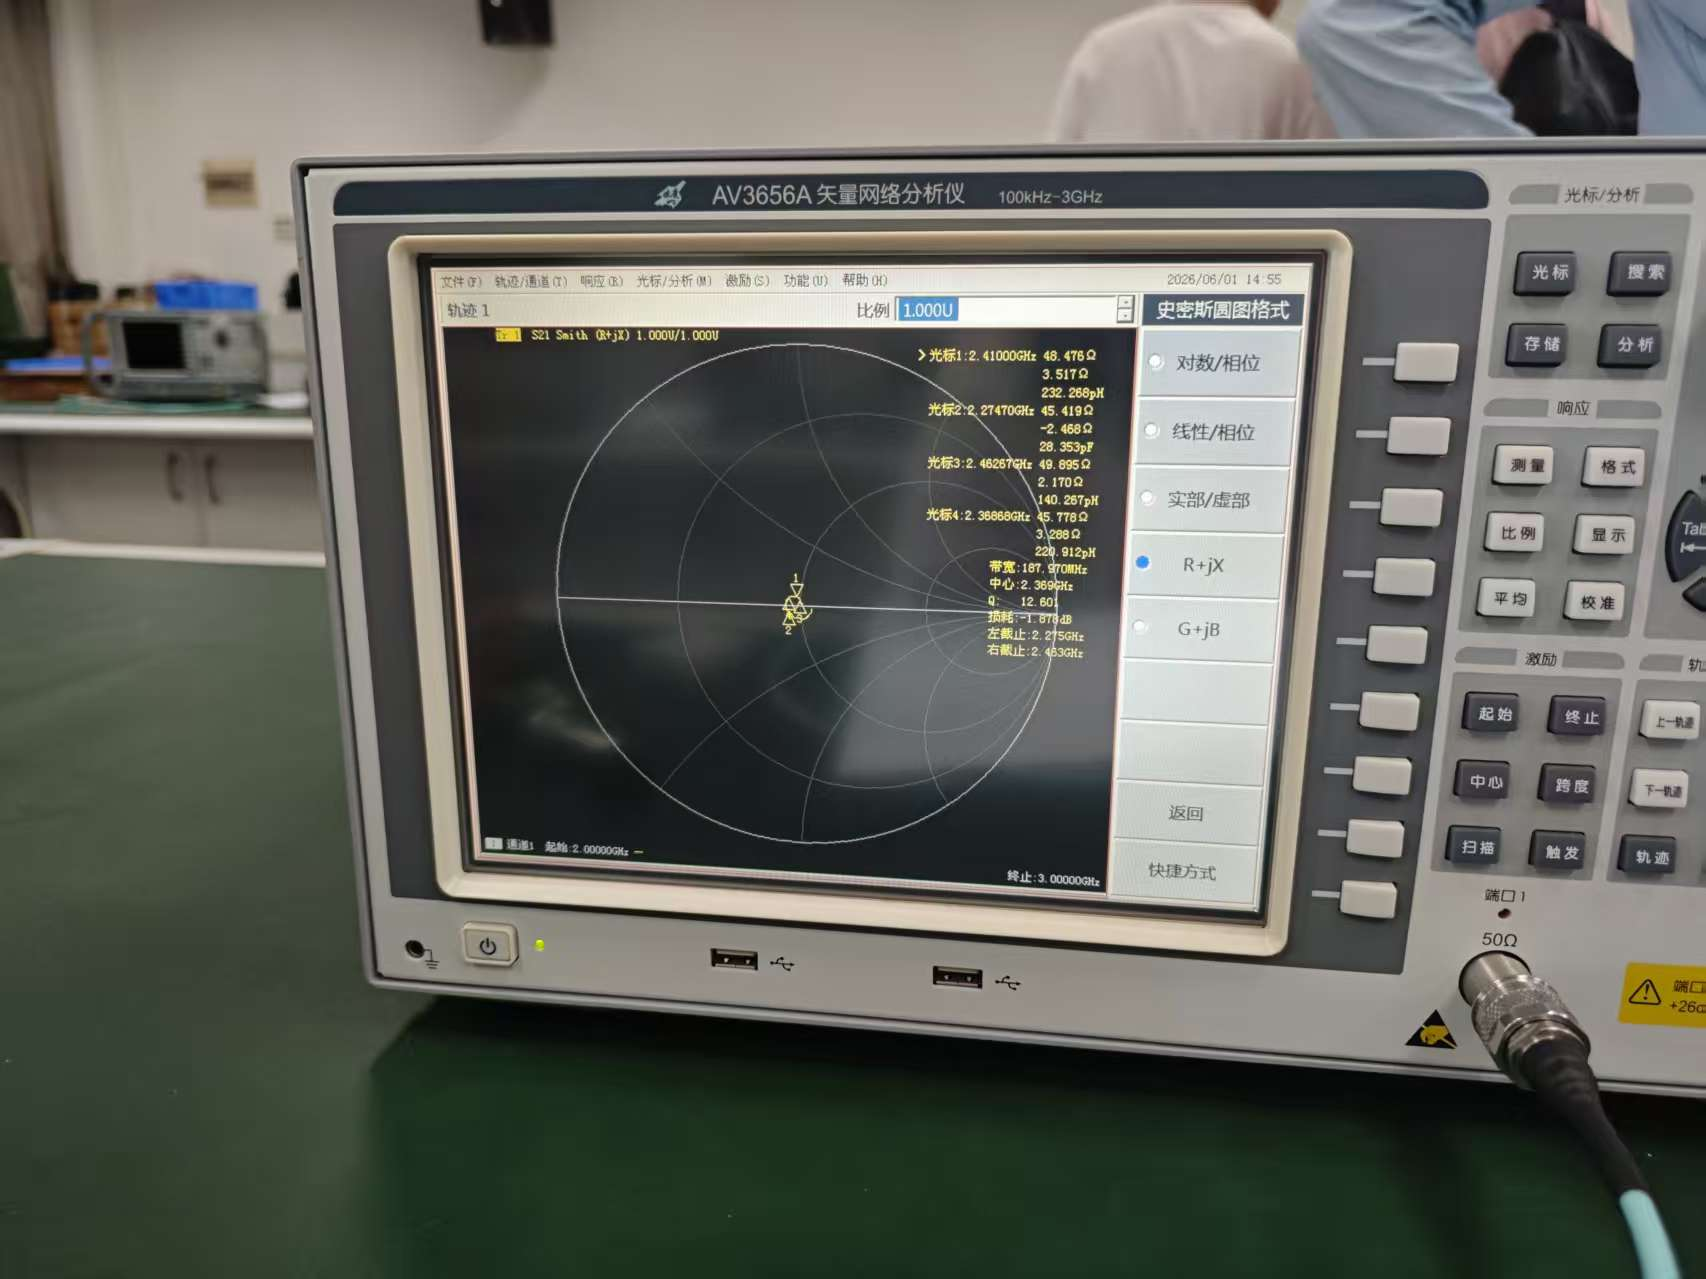 AV3656A 矢量网络分析仪 100kHz-3GHz
光标/分析
光标 搜索
存储 分析
响应
测量 格式
比例 显示
平均 校准
激励
起始 终止
上一轨迹
中心 跨度
下一轨迹
扫描 触发
轨迹
文件(F) 轨迹/通道(T) 响应(R) 光标/分析(M) 激励(S) 功能(U) 帮助(H) 2026/06/01 14:55
轨迹 1 比例 1.000U
史密斯圆图格式
对数/相位
线性/相位
实部/虚部
R+jX
G+jB
返回
快捷方式
Tr 1 S21 Smith (R+jX) 1.000U/1.000U
>光标1:2.41000GHz 48.476Ω
3.517Ω
232.268pH
光标2:2.27470GHz 45.419Ω
-2.468Ω
28.353pF
光标3:2.46267GHz 49.895Ω
2.170Ω
140.267pH
光标4:2.36868GHz 45.778Ω
3.288Ω
220.912pH
带宽:187.970MHz
中心:2.369GHz
Q: 12.601
损耗:-1.878dB
左截止:2.275GHz
右截止:2.463GHz
1
3
2
通道1 起始:2.00000GHz
终止:3.00000GHz
端口 1
50Ω